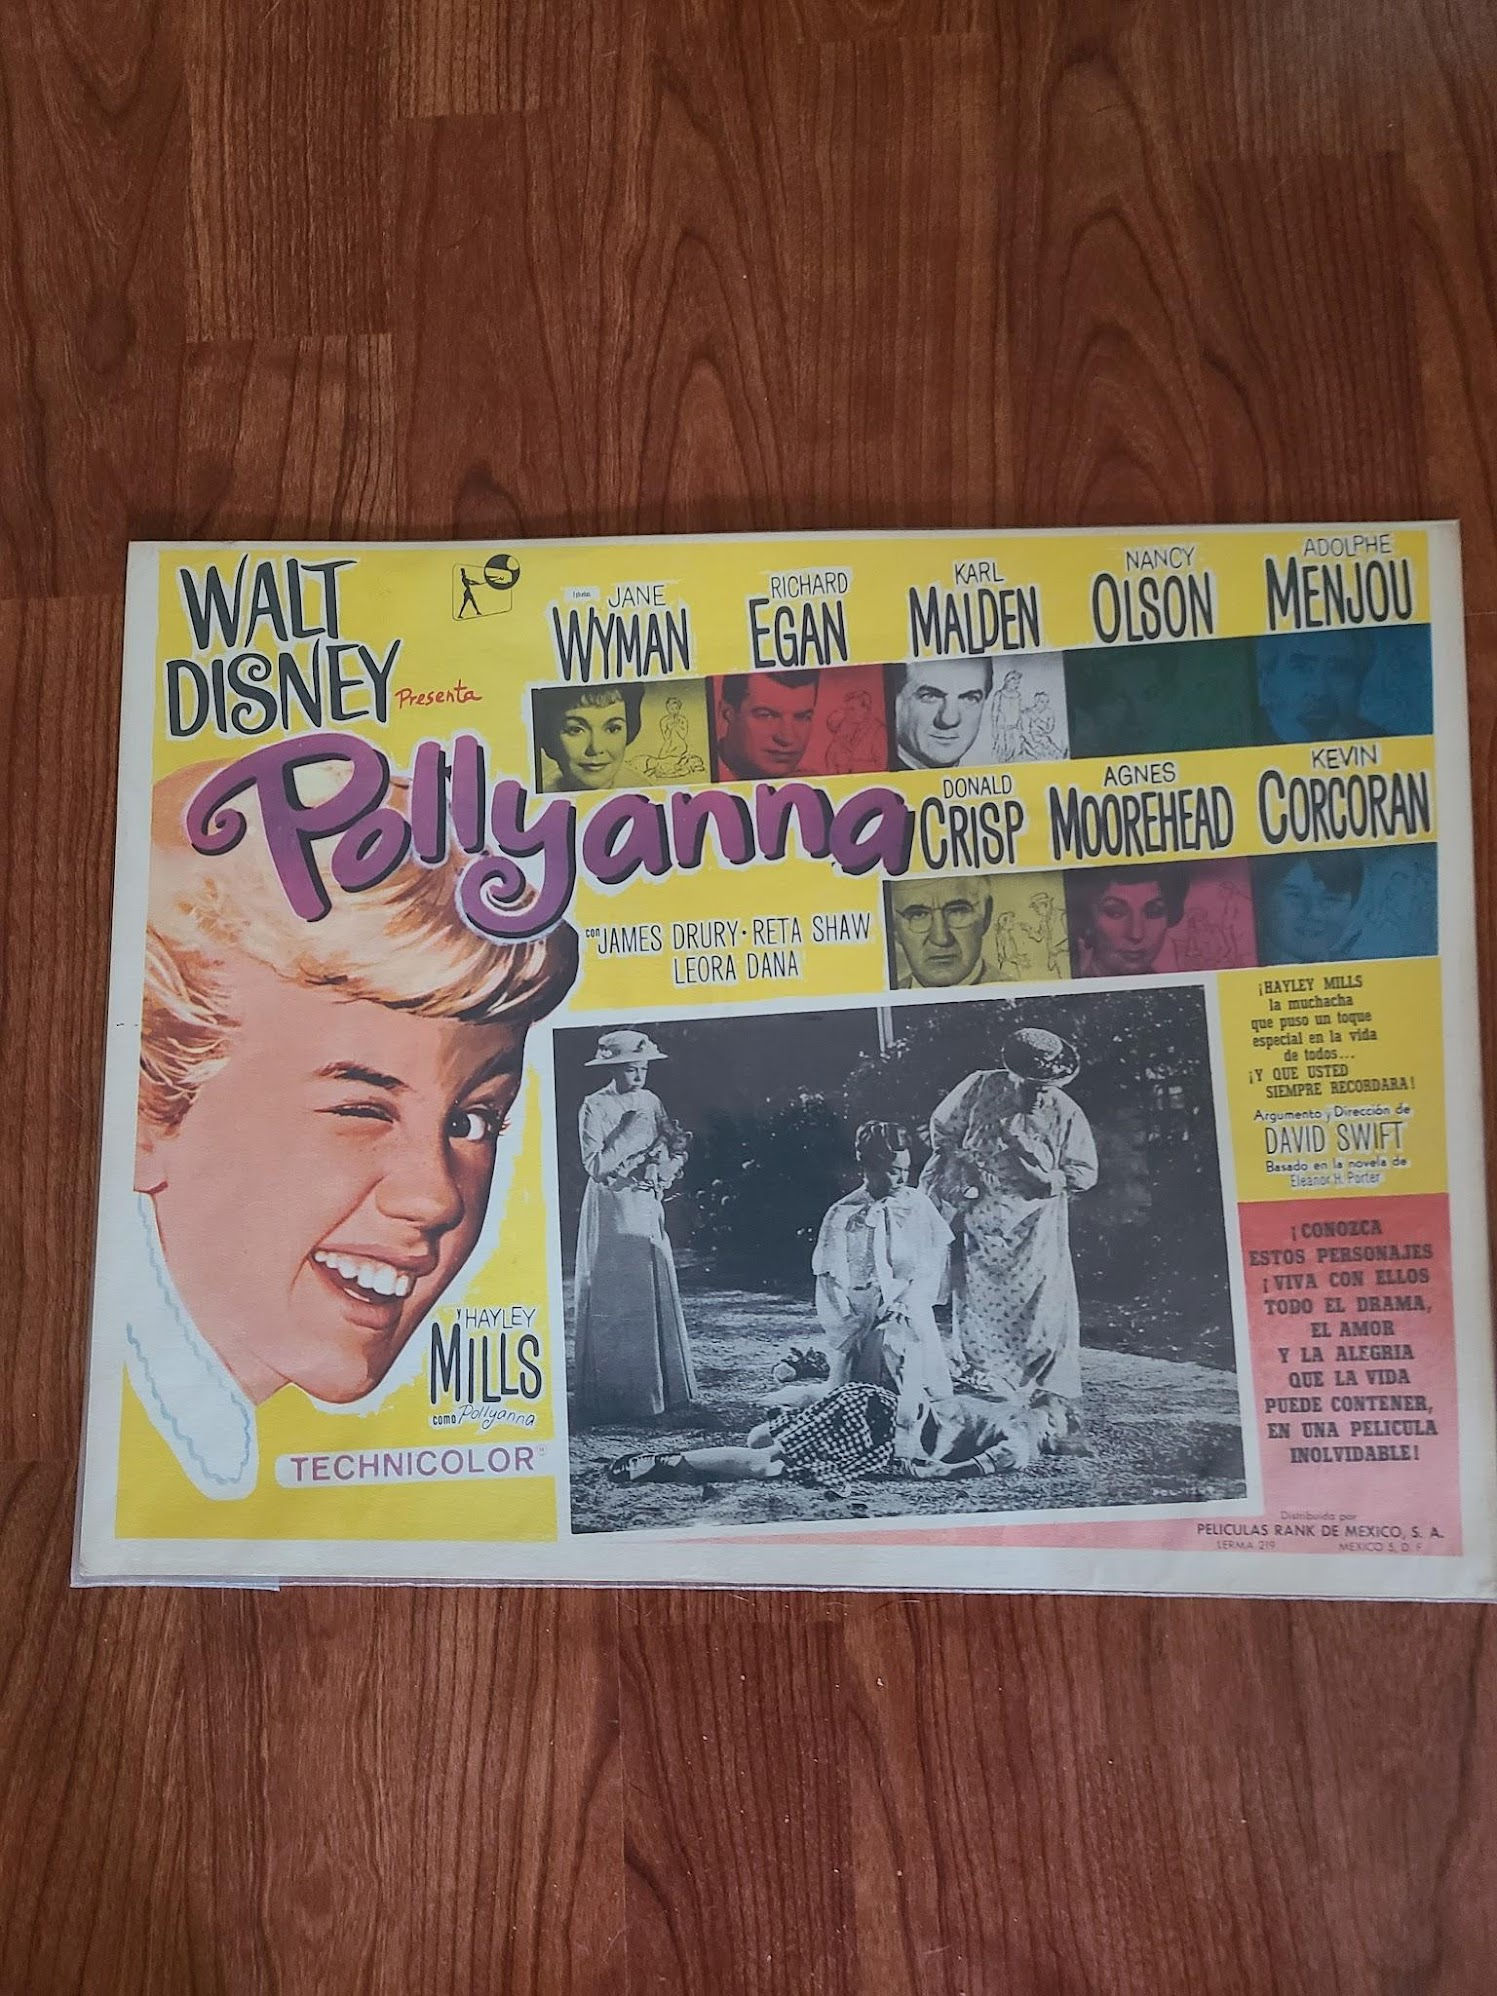 WALT
DISNEY Presenta
Pollyanna
JANE
WYMAN
RICHARD
EGAN
KARL
MALDEN
NANCY
OLSON
ADOLPHE
MENJOU
DONALD
CRISP
AGNES
MOOREHEAD
KEVIN
CORCORAN
con JAMES DRURY · RETA SHAW
LEORA DANA
Y HAYLEY
MILLS
como Pollyanna
TECHNICOLOR
¡HAYLEY MILLS
la muchacha
que puso un toque
especial en la vida
de todos...
¡Y QUE USTED
SIEMPRE RECORDARA!
Argumento y Dirección de
DAVID SWIFT
Basado en la novela de
Eleanor H. Porter
¡CONOZCA
ESTOS PERSONAJES
¡VIVA CON ELLOS
TODO EL DRAMA,
EL AMOR
Y LA ALEGRIA
QUE LA VIDA
PUEDE CONTENER,
EN UNA PELICULA
INOLVIDABLE!
Distribuida por
PELICULAS RANK DE MEXICO, S. A.
LERMA 219 MEXICO 5, D. F.